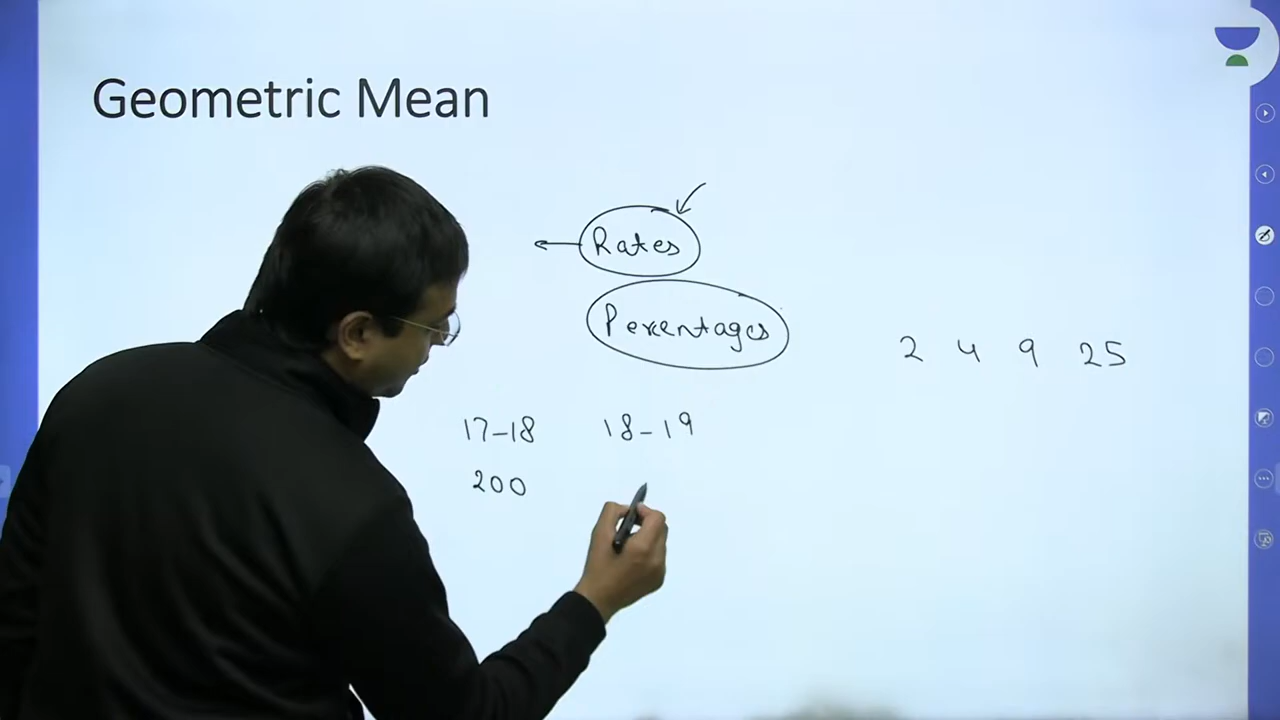 Geometric Mean
Rates
Percentages
2 4 9 25
17-18 18-19
200